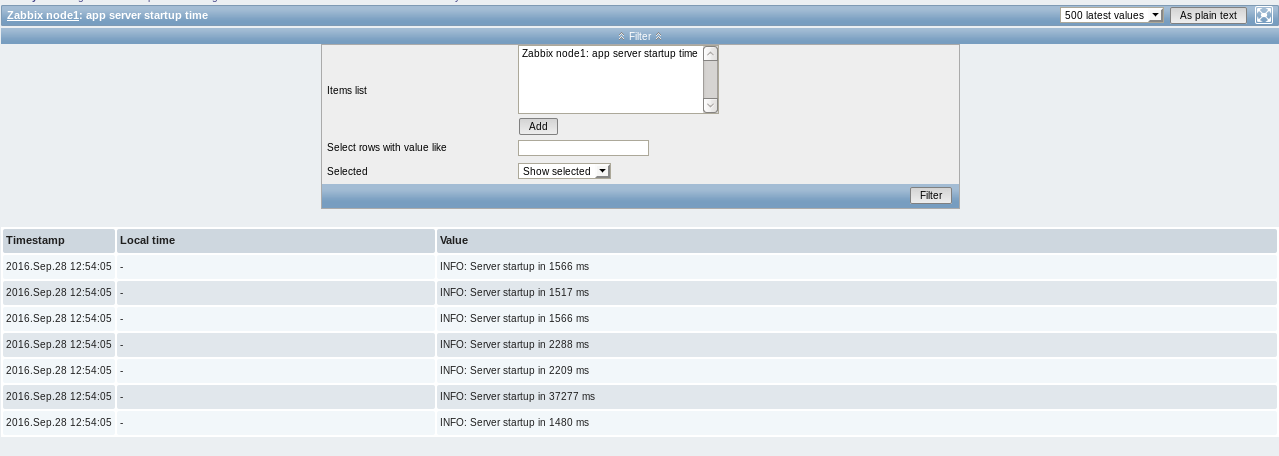 Zabbix node1: app server startup time 500 latest values As plain text
Filter
Zabbix node1: app server startup time
Items list
Add
Select rows with value like
Selected Show selected
Filter
Timestamp Local time Value
2016.Sep.28 12:54:05 - INFO: Server startup in 1566 ms
2016.Sep.28 12:54:05 - INFO: Server startup in 1517 ms
2016.Sep.28 12:54:05 - INFO: Server startup in 1566 ms
2016.Sep.28 12:54:05 - INFO: Server startup in 2288 ms
2016.Sep.28 12:54:05 - INFO: Server startup in 2209 ms
2016.Sep.28 12:54:05 - INFO: Server startup in 37277 ms
2016.Sep.28 12:54:05 - INFO: Server startup in 1480 ms